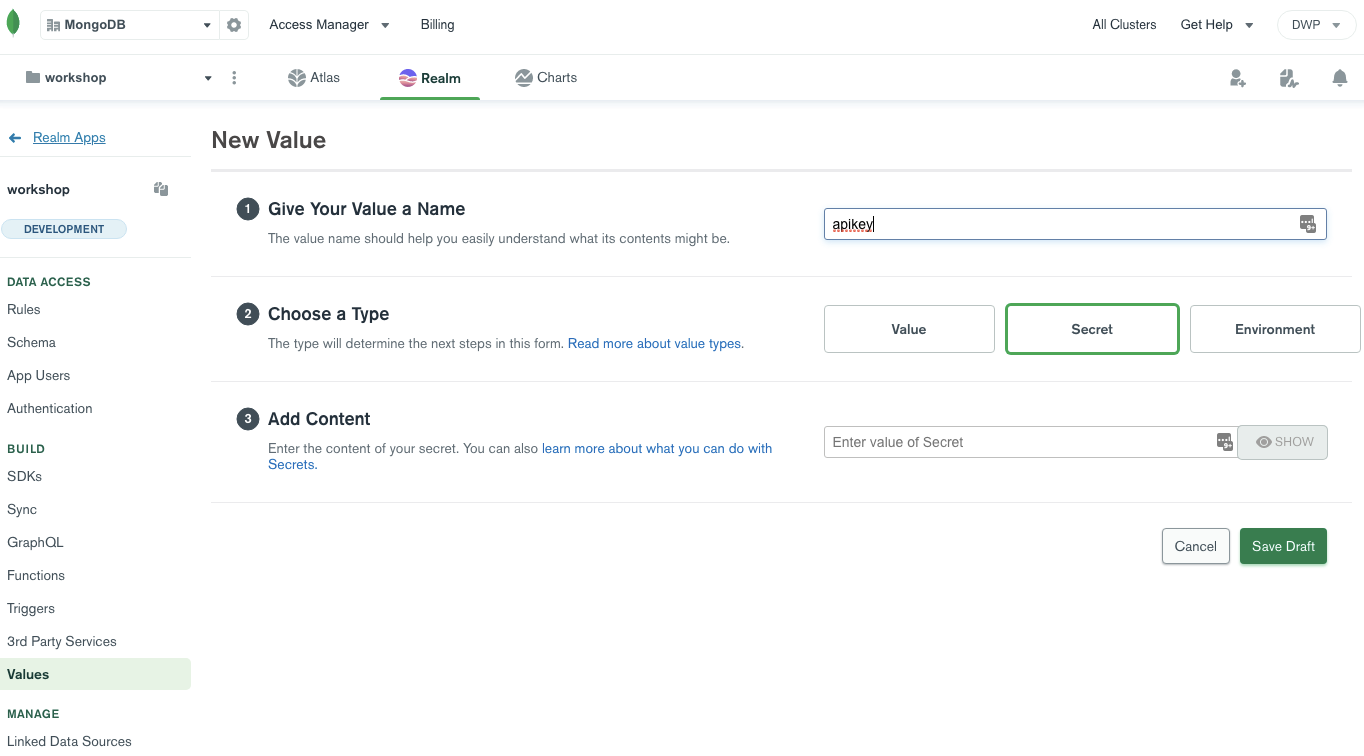 MongoDB
Access Manager
Billing
All Clusters
Get Help
DWP
workshop
Atlas
Realm
Charts
Realm Apps
workshop
DEVELOPMENT
DATA ACCESS
Rules
Schema
App Users
Authentication
BUILD
SDKs
Sync
GraphQL
Functions
Triggers
3rd Party Services
Values
MANAGE
Linked Data Sources
New Value
1 Give Your Value a Name
The value name should help you easily understand what its contents might be.
apikey
9+
2 Choose a Type
The type will determine the next steps in this form. Read more about value types.
Value
Secret
Environment
3 Add Content
Enter the content of your secret. You can also learn more about what you can do with
Secrets.
Enter value of Secret
9+
SHOW
Cancel
Save Draft